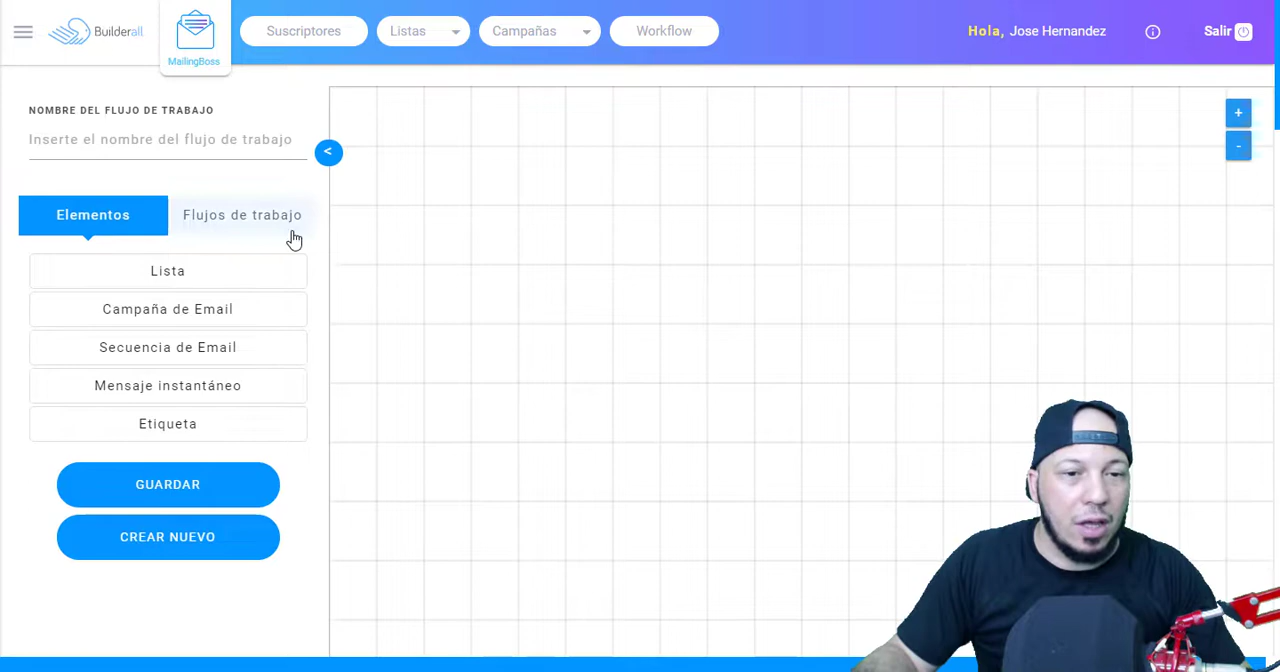 Builderall
MailingBoss
Suscriptores
Listas
Campañas
Workflow
Hola, Jose Hernandez
Salir
NOMBRE DEL FLUJO DE TRABAJO
Inserte el nombre del flujo de trabajo
<
+
-
Elementos
Flujos de trabajo
Lista
Campaña de Email
Secuencia de Email
Mensaje instantáneo
Etiqueta
GUARDAR
CREAR NUEVO